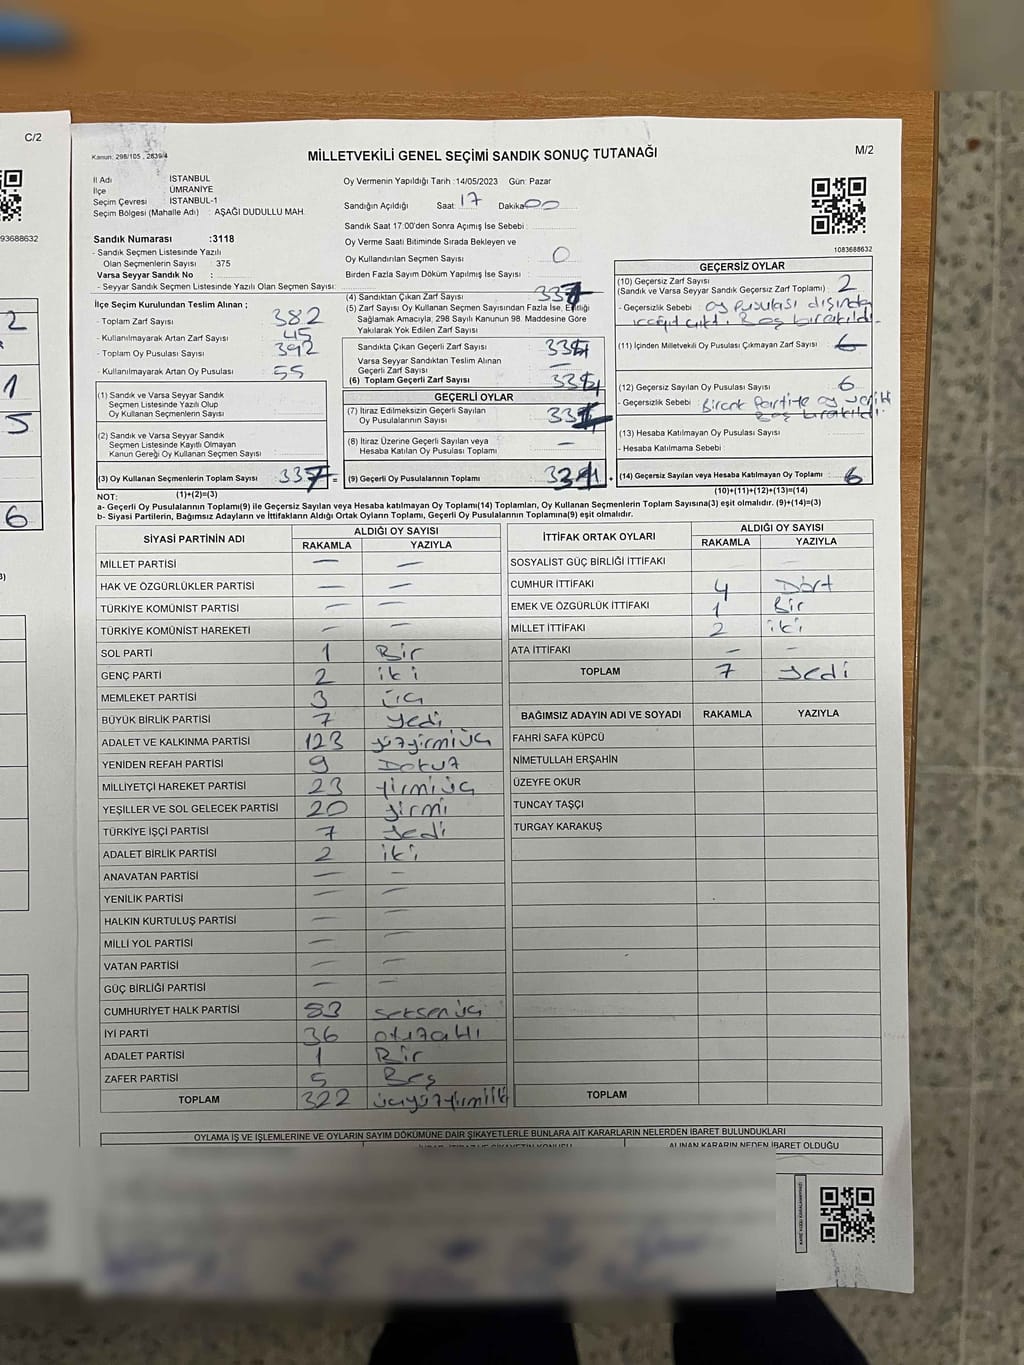 C/2
93688632
2
1
5
6
Kanun: 298/105 , 2839/4
MİLLETVEKİLİ GENEL SEÇİMİ SANDIK SONUÇ TUTANAĞI
M/2
İl Adı İSTANBUL
İlçe ÜMRANİYE
Seçim Çevresi : İSTANBUL-1
Seçim Bölgesi (Mahalle Adı) : AŞAĞI DUDULLU MAH.
Oy Vermenin Yapıldığı Tarih :14/05/2023 Gün: Pazar
Sandığın Açıldığı Saat: 17 Dakika: 00
Sandık Saat 17:00'den Sonra Açımış İse Sebebi :
Oy Verme Saati Bitiminde Sırada Bekleyen ve
Oy Kullandırılan Seçmen Sayısı : 0
Birden Fazla Sayım Döküm Yapılmış İse Sayısı :
1083688632
Sandık Numarası :3118
- Sandık Seçmen Listesinde Yazılı
Olan Seçmenlerin Sayısı : 375
Varsa Seyyar Sandık No :
- Seyyar Sandık Seçmen Listesinde Yazılı Olan Seçmen Sayısı:
İlçe Seçim Kurulundan Teslim Alınan ;
- Toplam Zarf Sayısı 382
- Kullanılmayarak Artan Zarf Sayısı 45
- Toplam Oy Pusulası Sayısı 392
- Kullanılmayarak Artan Oy Pusulası 55
(1) Sandık ve Varsa Seyyar Sandık
Seçmen Listesinde Yazılı Olup
Oy Kullanan Seçmenlerin Sayısı :
(2) Sandık ve Varsa Seyyar Sandık
Seçmen Listesinde Kayıtlı Olmayan
Kanun Gereği Oy Kullanan Seçmen Sayısı :
(3) Oy Kullanan Seçmenlerin Toplam Sayısı : 337 =
(4) Sandıktan Çıkan Zarf Sayısı 337
(5) Zarf Sayısı Oy Kullanan Seçmen Sayısından Fazla İse, Eşitliği
Sağlamak Amacıyla; 298 Sayılı Kanunun 98. Maddesine Göre
Yakılarak Yok Edilen Zarf Sayısı
Sandıkta Çıkan Geçerli Zarf Sayısı
Varsa Seyyar Sandıktan Teslim Alınan
Geçerli Zarf Sayısı : —
(6) Toplam Geçerli Zarf Sayısı
GEÇERLİ OYLAR
(7) İtiraz Edilmeksizin Geçerli Sayılan
Oy Pusulalarının Sayısı :
(8) İtiraz Üzerine Geçerli Sayılan veya
Hesaba Katılan Oy Pusulası Toplamı : —
(9) Geçerli Oy Pusulalarının Toplamı
GEÇERSİZ OYLAR
(10) Geçersiz Zarf Sayısı
(Sandık ve Varsa Seyyar Sandık Geçersiz Zarf Toplamı) : 2
- Geçersizlik Sebebi : oy pusulası dışında
kağıt çıktı. Boş bırakıldı.
(11) İçinden Milletvekili Oy Pusulası Çıkmayan Zarf Sayısı :
(12) Geçersiz Sayılan Oy Pusulası Sayısı : 6
- Geçersizlik Sebebi : Partiye oy
Boş bırakıldı.
(13) Hesaba Katılmayan Oy Pusulası Sayısı :
- Hesaba Katılmama Sebebi :
(14) Geçersiz Sayılan veya Hesaba Katılmayan Oy Toplamı : 6
NOT: (1)+(2)=(3)
(10)+(11)+(12)+(13)=(14)
a- Geçerli Oy Pusulalarının Toplamı(9) ile Geçersiz Sayılan veya Hesaba katılmayan Oy Toplamı(14) Toplamları, Oy Kullanan Seçmenlerin Toplam Sayısına(3) eşit olmalıdır. (9)+(14)=(3)
b- Siyasi Partilerin, Bağımsız Adayların ve İttifakların Aldığı Ortak Oyların Toplamı, Geçerli Oy Pusulalarının Toplamına(9) eşit olmalıdır.
SİYASİ PARTİNİN ADI ALDIĞI OY SAYISI
RAKAMLA YAZIYLA
MİLLET PARTİSİ — —
HAK VE ÖZGÜRLÜKLER PARTİSİ — —
TÜRKİYE KOMÜNİST PARTİSİ — —
TÜRKİYE KOMÜNİST HAREKETİ — —
SOL PARTİ 1 Bir
GENÇ PARTİ 2 iki
MEMLEKET PARTİSİ 3 üç
BÜYÜK BİRLİK PARTİSİ 7 yedi
ADALET VE KALKINMA PARTİSİ 123 yüzyirmiüç
YENİDEN REFAH PARTİSİ 9 Dokuz
MİLLİYETÇİ HAREKET PARTİSİ 23 yirmiüç
YEŞİLLER VE SOL GELECEK PARTİSİ 20 yirmi
TÜRKİYE İŞÇİ PARTİSİ 7 yedi
ADALET BİRLİK PARTİSİ 2 iki
ANAVATAN PARTİSİ — —
YENİLİK PARTİSİ — —
HALKIN KURTULUŞ PARTİSİ — —
MİLLİ YOL PARTİSİ — —
VATAN PARTİSİ — —
GÜÇ BİRLİĞİ PARTİSİ — —
CUMHURİYET HALK PARTİSİ 83 seksenüç
İYİ PARTİ 36 otuzaltı
ADALET PARTİSİ 1 Bir
ZAFER PARTİSİ 5 Beş
TOPLAM 322 üçyüzyirmiiki
İTTİFAK ORTAK OYLARI ALDIĞI OY SAYISI
RAKAMLA YAZIYLA
SOSYALİST GÜÇ BİRLİĞİ İTTİFAKI
CUMHUR İTTİFAKI 4 Dört
EMEK VE ÖZGÜRLÜK İTTİFAKI 1 Bir
MİLLET İTTİFAKI 2 iki
ATA İTTİFAKI — —
TOPLAM 7 yedi
BAĞIMSIZ ADAYIN ADI VE SOYADI RAKAMLA YAZIYLA
FAHRİ SAFA KÜPCÜ
NİMETULLAH ERŞAHİN
ÜZEYFE OKUR
TUNCAY TAŞÇI
TURGAY KARAKUŞ
TOPLAM
OYLAMA İŞ VE İŞLEMLERİNE VE OYLARIN SAYIM DÖKÜMÜNE DAİR ŞİKAYETLERLE BUNLARA AİT KARARLARIN NELERDEN İBARET BULUNDUKLARI
ALINAN KARARIN NEDEN İBARET OLDUĞU